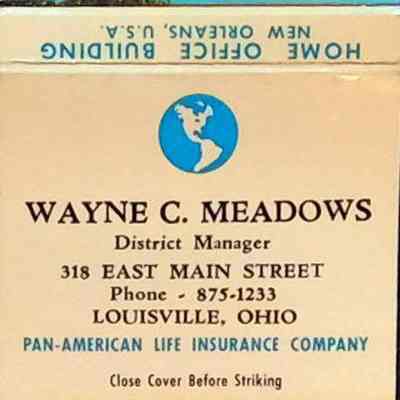 HOME OFFICE BUILDING
NEW ORLEANS, U.S.A.
WAYNE C. MEADOWS
District Manager
318 EAST MAIN STREET
Phone - 875-1233
LOUISVILLE, OHIO
PAN-AMERICAN LIFE INSURANCE COMPANY
Close Cover Before Striking